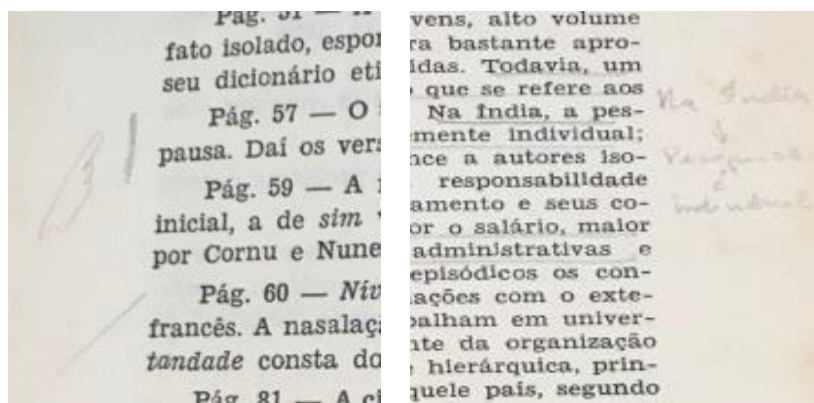 Pág. 51 — A
fato isolado, espor
seu dicionário eti
Pág. 57 — O
pausa. Daí os vers
Pág. 59 — A
inicial, a de sim
por Cornu e Nune
Pág. 60 — Nív
francês. A nasalaç
tandade consta do
Pág. 81 — A ci
vens, alto volume
ra bastante apro-
idas. Todavia, um
que se refere aos
Na Índia, a pes-
emente individual;
nce a autores iso-
responsabilidade
amento e seus co-
or o salário, maior
administrativas e
episódicos os con-
ações com o exte-
balham em univer-
nte da organização
hierárquica, prin-
quele país, segundo
Na Índia
↓
Pesquisa
é
individual